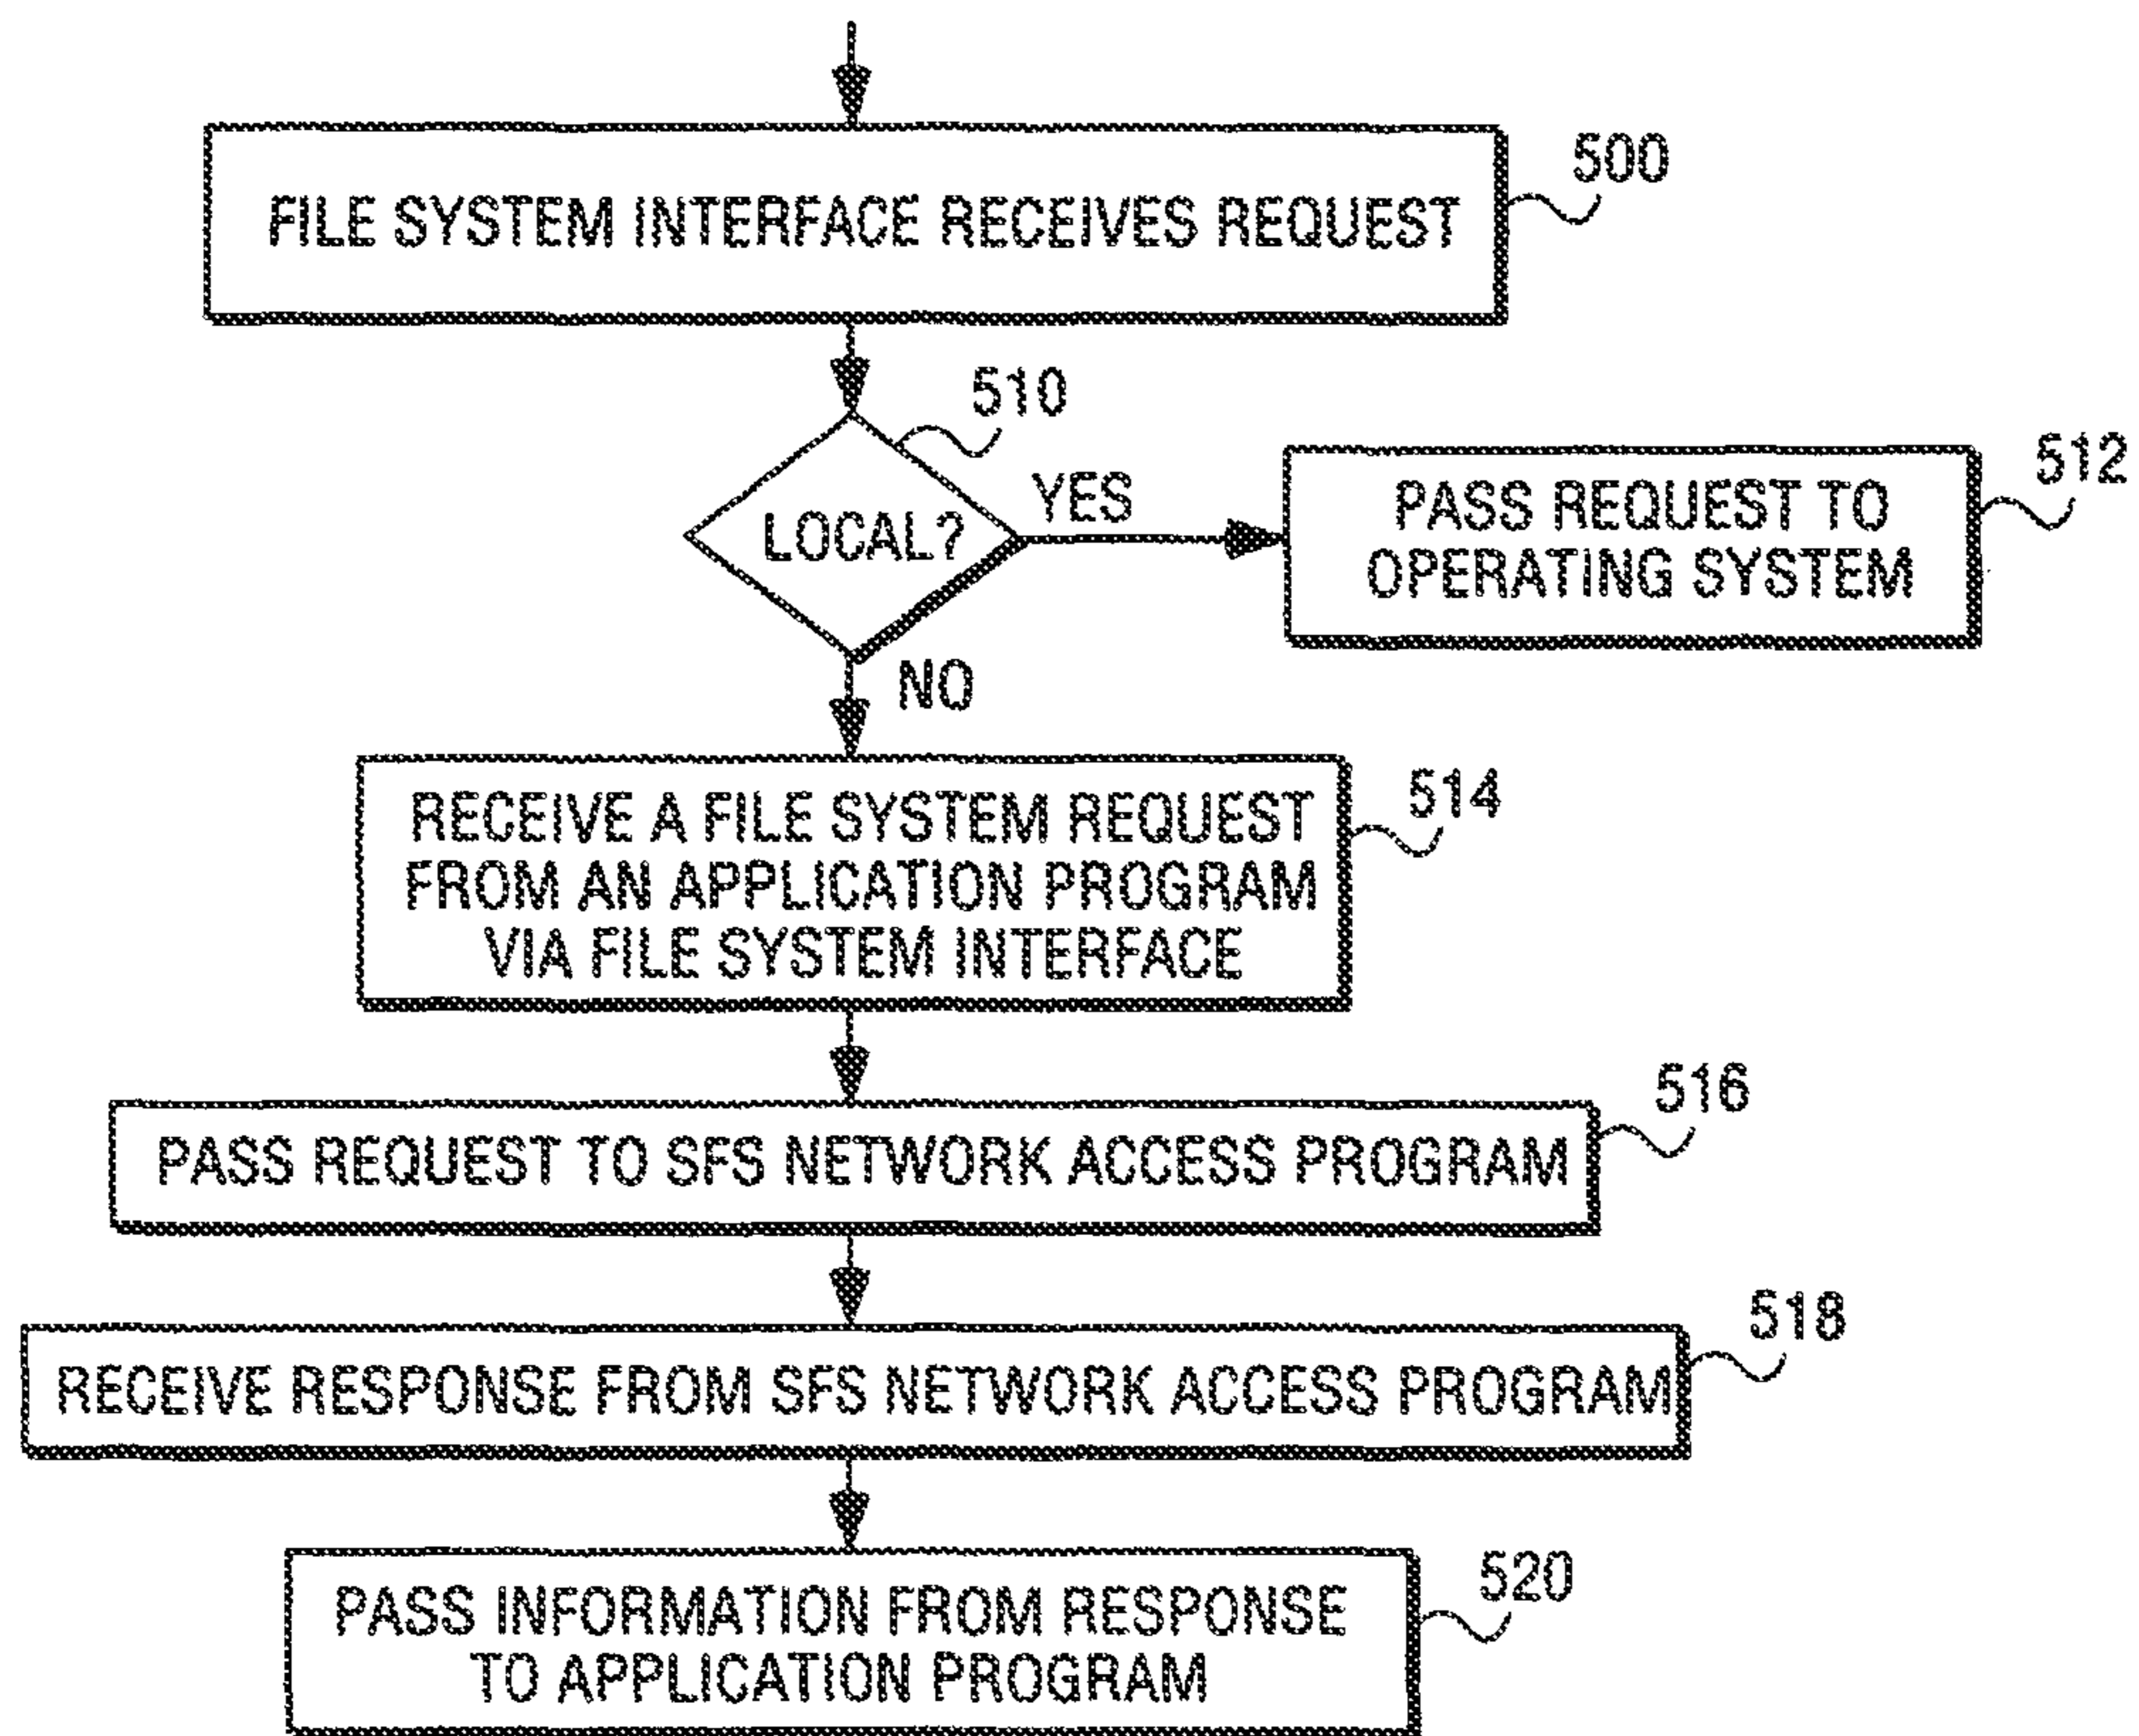 FILE SYSTEM INTERFACE RECEIVES REQUEST
500
510
LOCAL?
YES
PASS REQUEST TO
OPERATING SYSTEM
512
NO
RECEIVE A FILE SYSTEM REQUEST
FROM AN APPLICATION PROGRAM
VIA FILE SYSTEM INTERFACE
514
PASS REQUEST TO SFS NETWORK ACCESS PROGRAM
516
RECEIVE RESPONSE FROM SFS NETWORK ACCESS PROGRAM
518
PASS INFORMATION FROM RESPONSE
TO APPLICATION PROGRAM
520